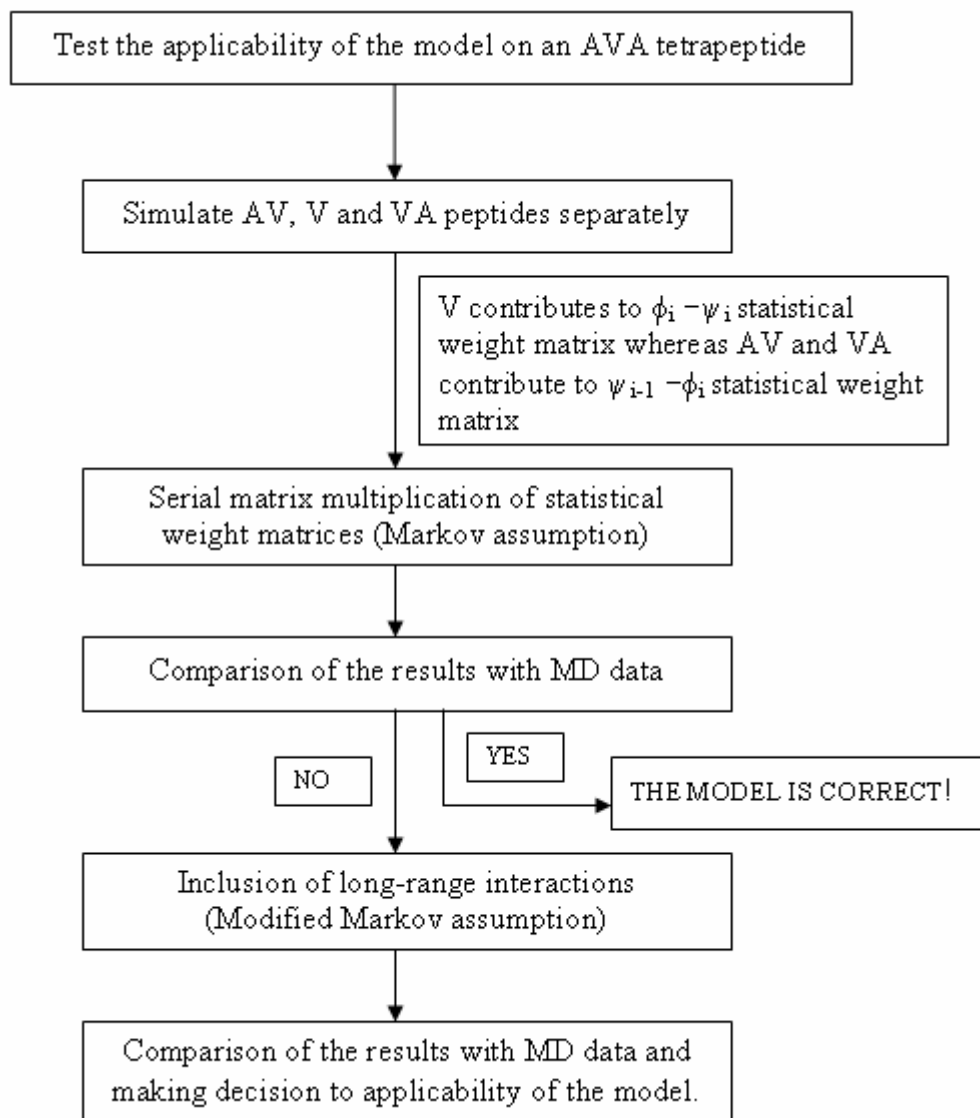 Test the applicability of the model on an AVA tetrapeptide
Simulate AV, V and VA peptides separately
V contributes to ϕi –ψi statistical
weight matrix whereas AV and VA
contribute to ψi-1 –ϕi statistical weight
matrix
Serial matrix multiplication of statistical
weight matrices (Markov assumption)
Comparison of the results with MD data
YES
NO
THE MODEL IS CORRECT!
Inclusion of long-range interactions
(Modified Markov assumption)
Comparison of the results with MD data and
making decision to applicability of the model.